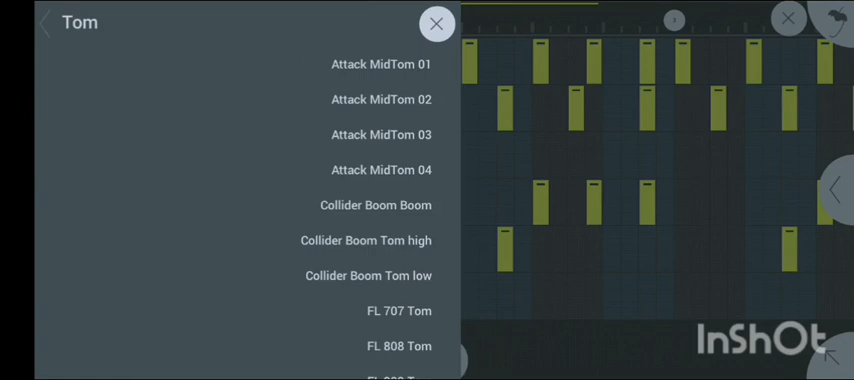 Tom
Attack MidTom 01
Attack MidTom 02
Attack MidTom 03
Attack MidTom 04
Collider Boom Boom
Collider Boom Tom high
Collider Boom Tom low
FL 707 Tom
FL 808 Tom
InShOt